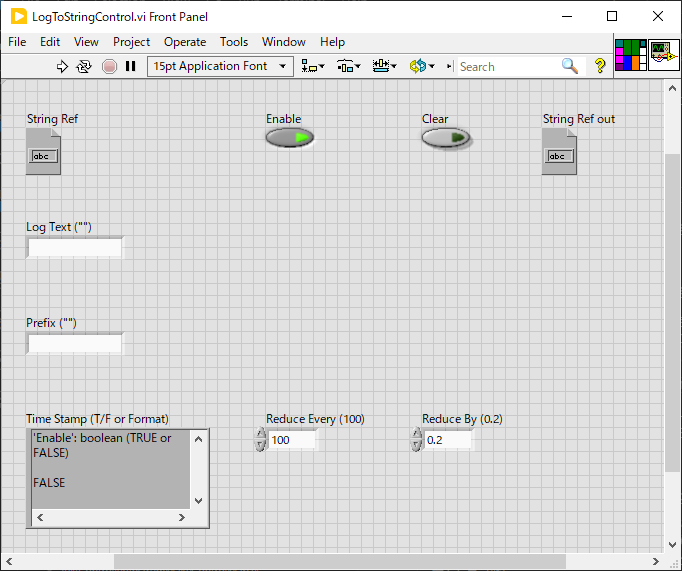 LogToStringControl.vi Front Panel
File Edit View Project Operate Tools Window Help
15pt Application Font
Search
String Ref
Enable
Clear
String Ref out
abc
abc
Log Text ("")
Prefix ("")
Time Stamp (T/F or Format)
Reduce Every (100)
Reduce By (0.2)
'Enable': boolean (TRUE or
FALSE)
FALSE
100
0.2